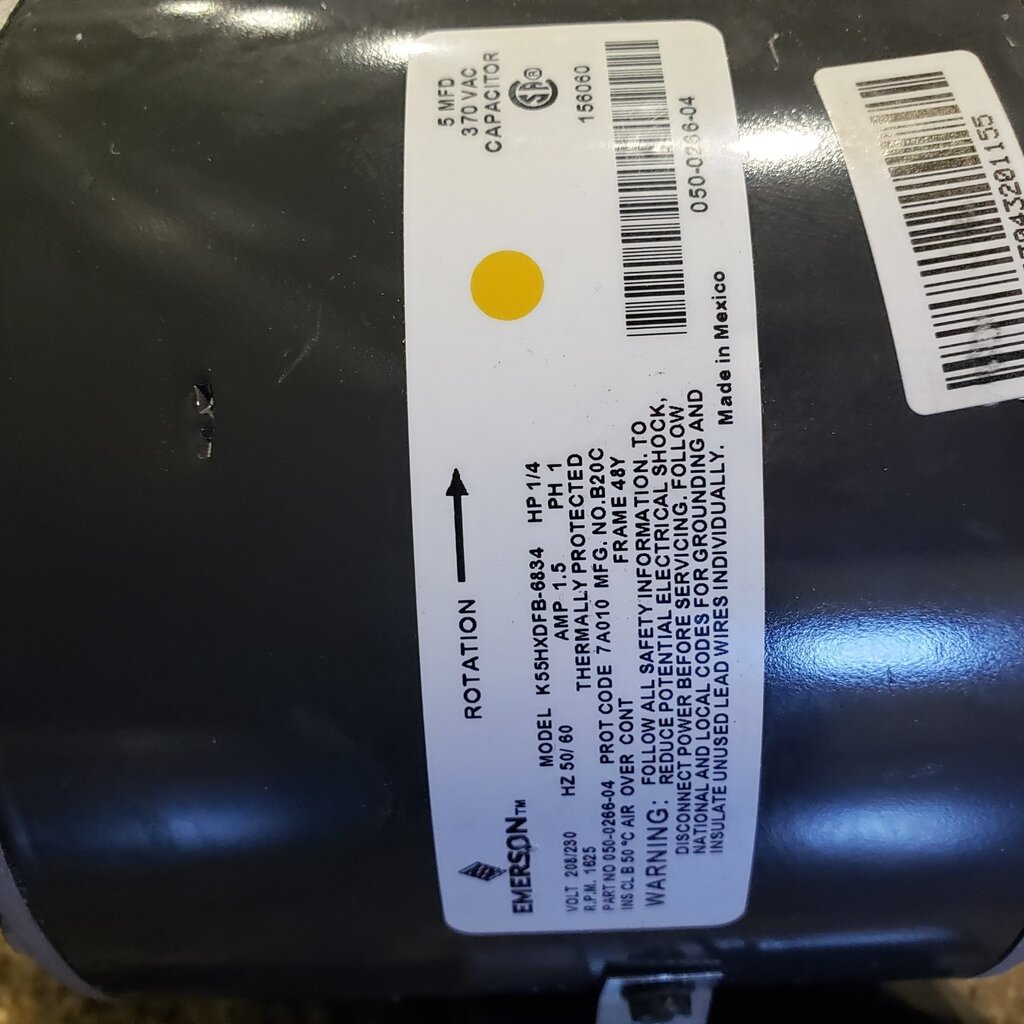 ROTATION
5 MFD
370 VAC
CAPACITOR
SA®
156060
050-0266-04
EMERSON™
MODEL K55HXDFB-6834 HP 1/4
VOLT 208/230 HZ 50/60 AMP 1.5 PH 1
R.P.M. 1625 THERMALLY PROTECTED
PART NO 050-0266-04 PROT CODE 7A010 MFG. NO.B20C
INS CL B 50 °C AIR OVER CONT FRAME 48Y
WARNING: FOLLOW ALL SAFETY INFORMATION. TO
REDUCE POTENTIAL ELECTRICAL SHOCK,
DISCONNECT POWER BEFORE SERVICING. FOLLOW
NATIONAL AND LOCAL CODES FOR GROUNDING AND
INSULATE UNUSED LEAD WIRES INDIVIDUALLY. Made in Mexico